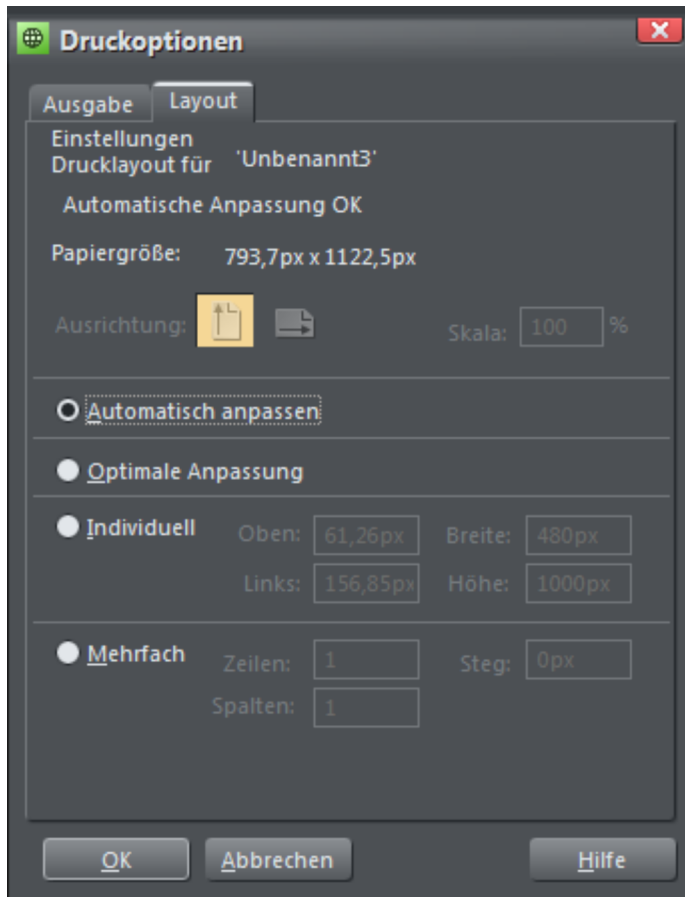 Druckoptionen
Ausgabe Layout
Einstellungen
Drucklayout für 'Unbenannt3'
Automatische Anpassung OK
Papiergröße: 793,7px x 1122,5px
Ausrichtung: Skala: 100 %
Automatisch anpassen
Optimale Anpassung
Individuell Oben: 61,26px Breite: 480px
Links: 156,85px Höhe: 1000px
Mehrfach Zeilen: 1 Steg: 0px
Spalten: 1
OK Abbrechen Hilfe